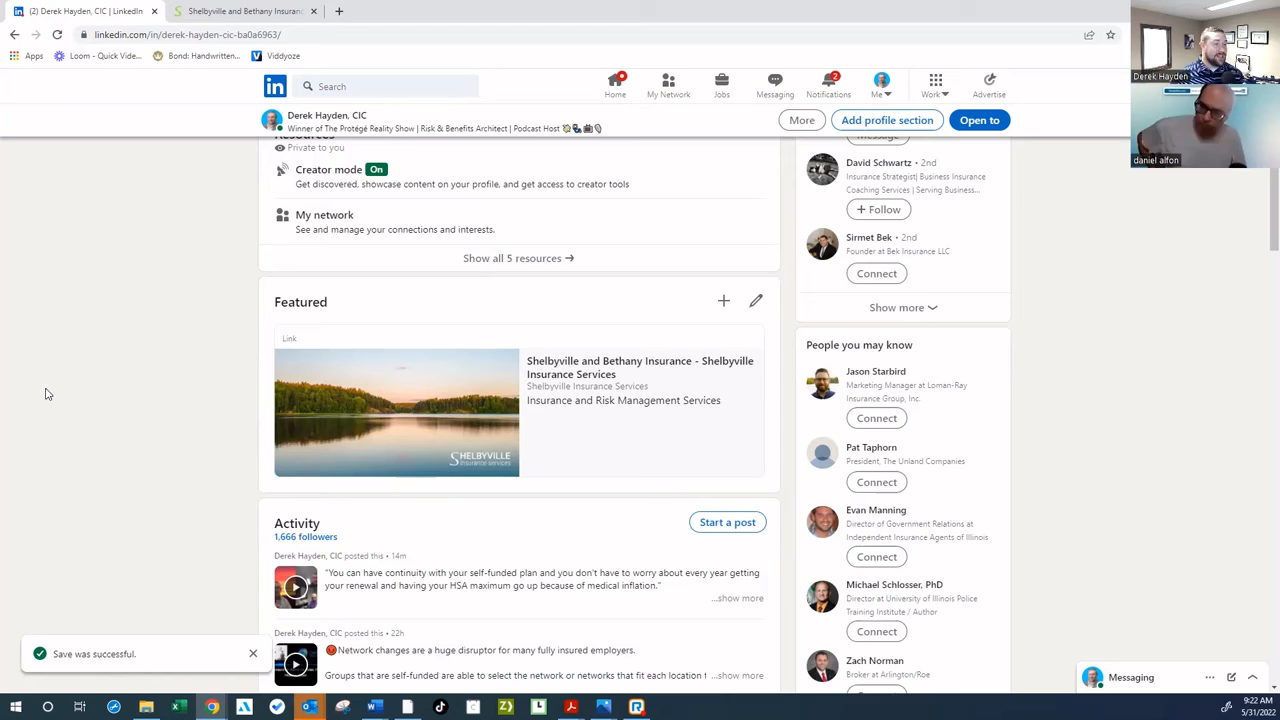 (2) Derek Hayden, CIC | LinkedIn
Shelbyville and Bethany Insuranc
linkedin.com/in/derek-hayden-cic-ba0a6963/
Apps
Loom - Quick Vide...
Bond: Handwritten...
Viddyoze
Search
Home
My Network
Jobs
Messaging
2
Notifications
Me
Work
Advertise
Derek Hayden, CIC
Winner of The Protégé Reality Show | Risk & Benefits Architect | Podcast Host
More
Add profile section
Open to
Derek Hayden
daniel alfon
Resources
Private to you
Creator mode On
Get discovered, showcase content on your profile, and get access to creator tools
My network
See and manage your connections and interests.
Show all 5 resources →
Featured
Link
Shelbyville and Bethany Insurance - Shelbyville
Insurance Services
Shelbyville Insurance Services
Insurance and Risk Management Services
SHELBYVILLE
Insurance Services
Activity
1,666 followers
Start a post
Derek Hayden, CIC posted this • 14m
"You can have continuity with your self-funded plan and you don't have to worry about every year getting
your renewal and having your HSA maximum go up because of medical inflation."
...show more
Derek Hayden, CIC posted this • 22h
Network changes are a huge disruptor for many fully insured employers.
Groups that are self-funded are able to select the network or networks that fit each location
...show more
Message
David Schwartz • 2nd
Insurance Strategist| Business Insurance
Coaching Services | Serving Business...
+ Follow
Sirmet Bek • 2nd
Founder at Bek Insurance LLC
Connect
Show more
People you may know
Jason Starbird
Marketing Manager at Loman-Ray
Insurance Group, Inc.
Connect
Pat Taphorn
President, The Unland Companies
Connect
Evan Manning
Director of Government Relations at
Independent Insurance Agents of Illinois
Connect
Michael Schlosser, PhD
Director at University of Illinois Police
Training Institute / Author
Connect
Zach Norman
Broker at Arlington/Roe
Save was successful.
Messaging
9:22 AM
5/31/2022